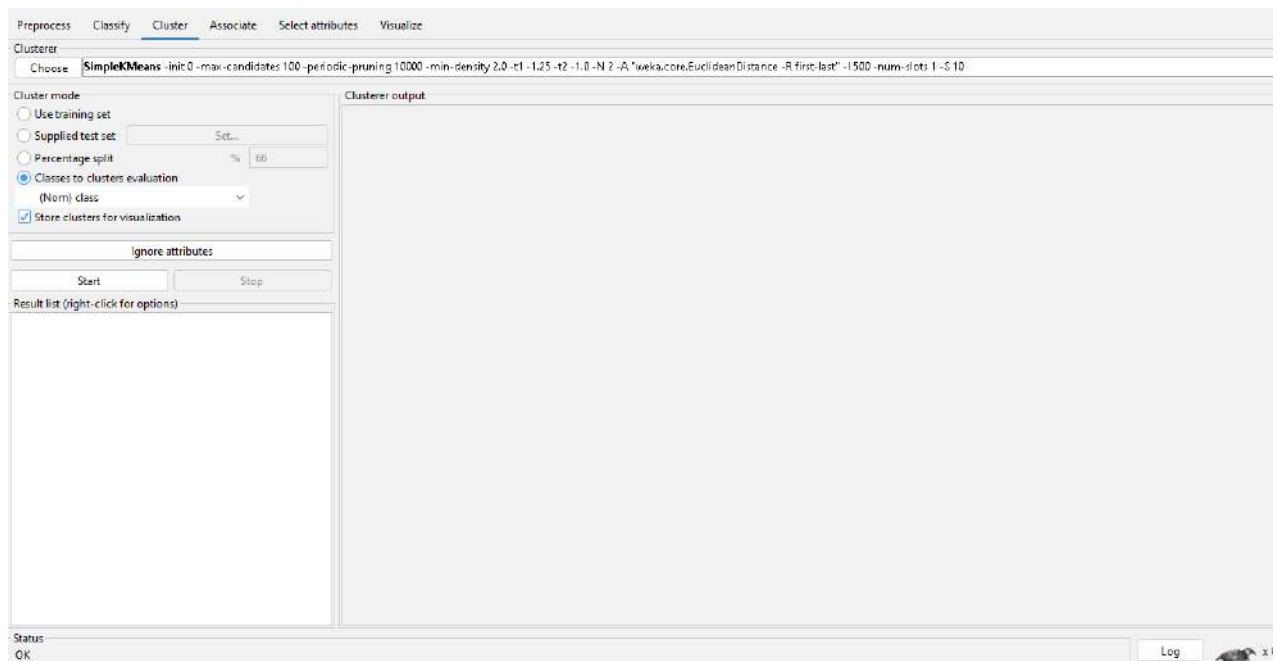 Preprocess Classify Cluster Associate Select attributes Visualize
Clusterer
Choose SimpleKMeans -init 0 -max-candidates 100 -periodic-pruning 10000 -min-density 2.0 -t1 -1.25 -t2 -1.0 -N 2 -A "weka.core.EuclideanDistance -R first-last" -I 500 -num-slots 1 -S 10
Cluster mode
Clusterer output
Use training set
Supplied test set Set...
Percentage split % 66
Classes to clusters evaluation
(Nom) class
Store clusters for visualization
Ignore attributes
Start Stop
Result list (right-click for options)
Status
OK
Log
x